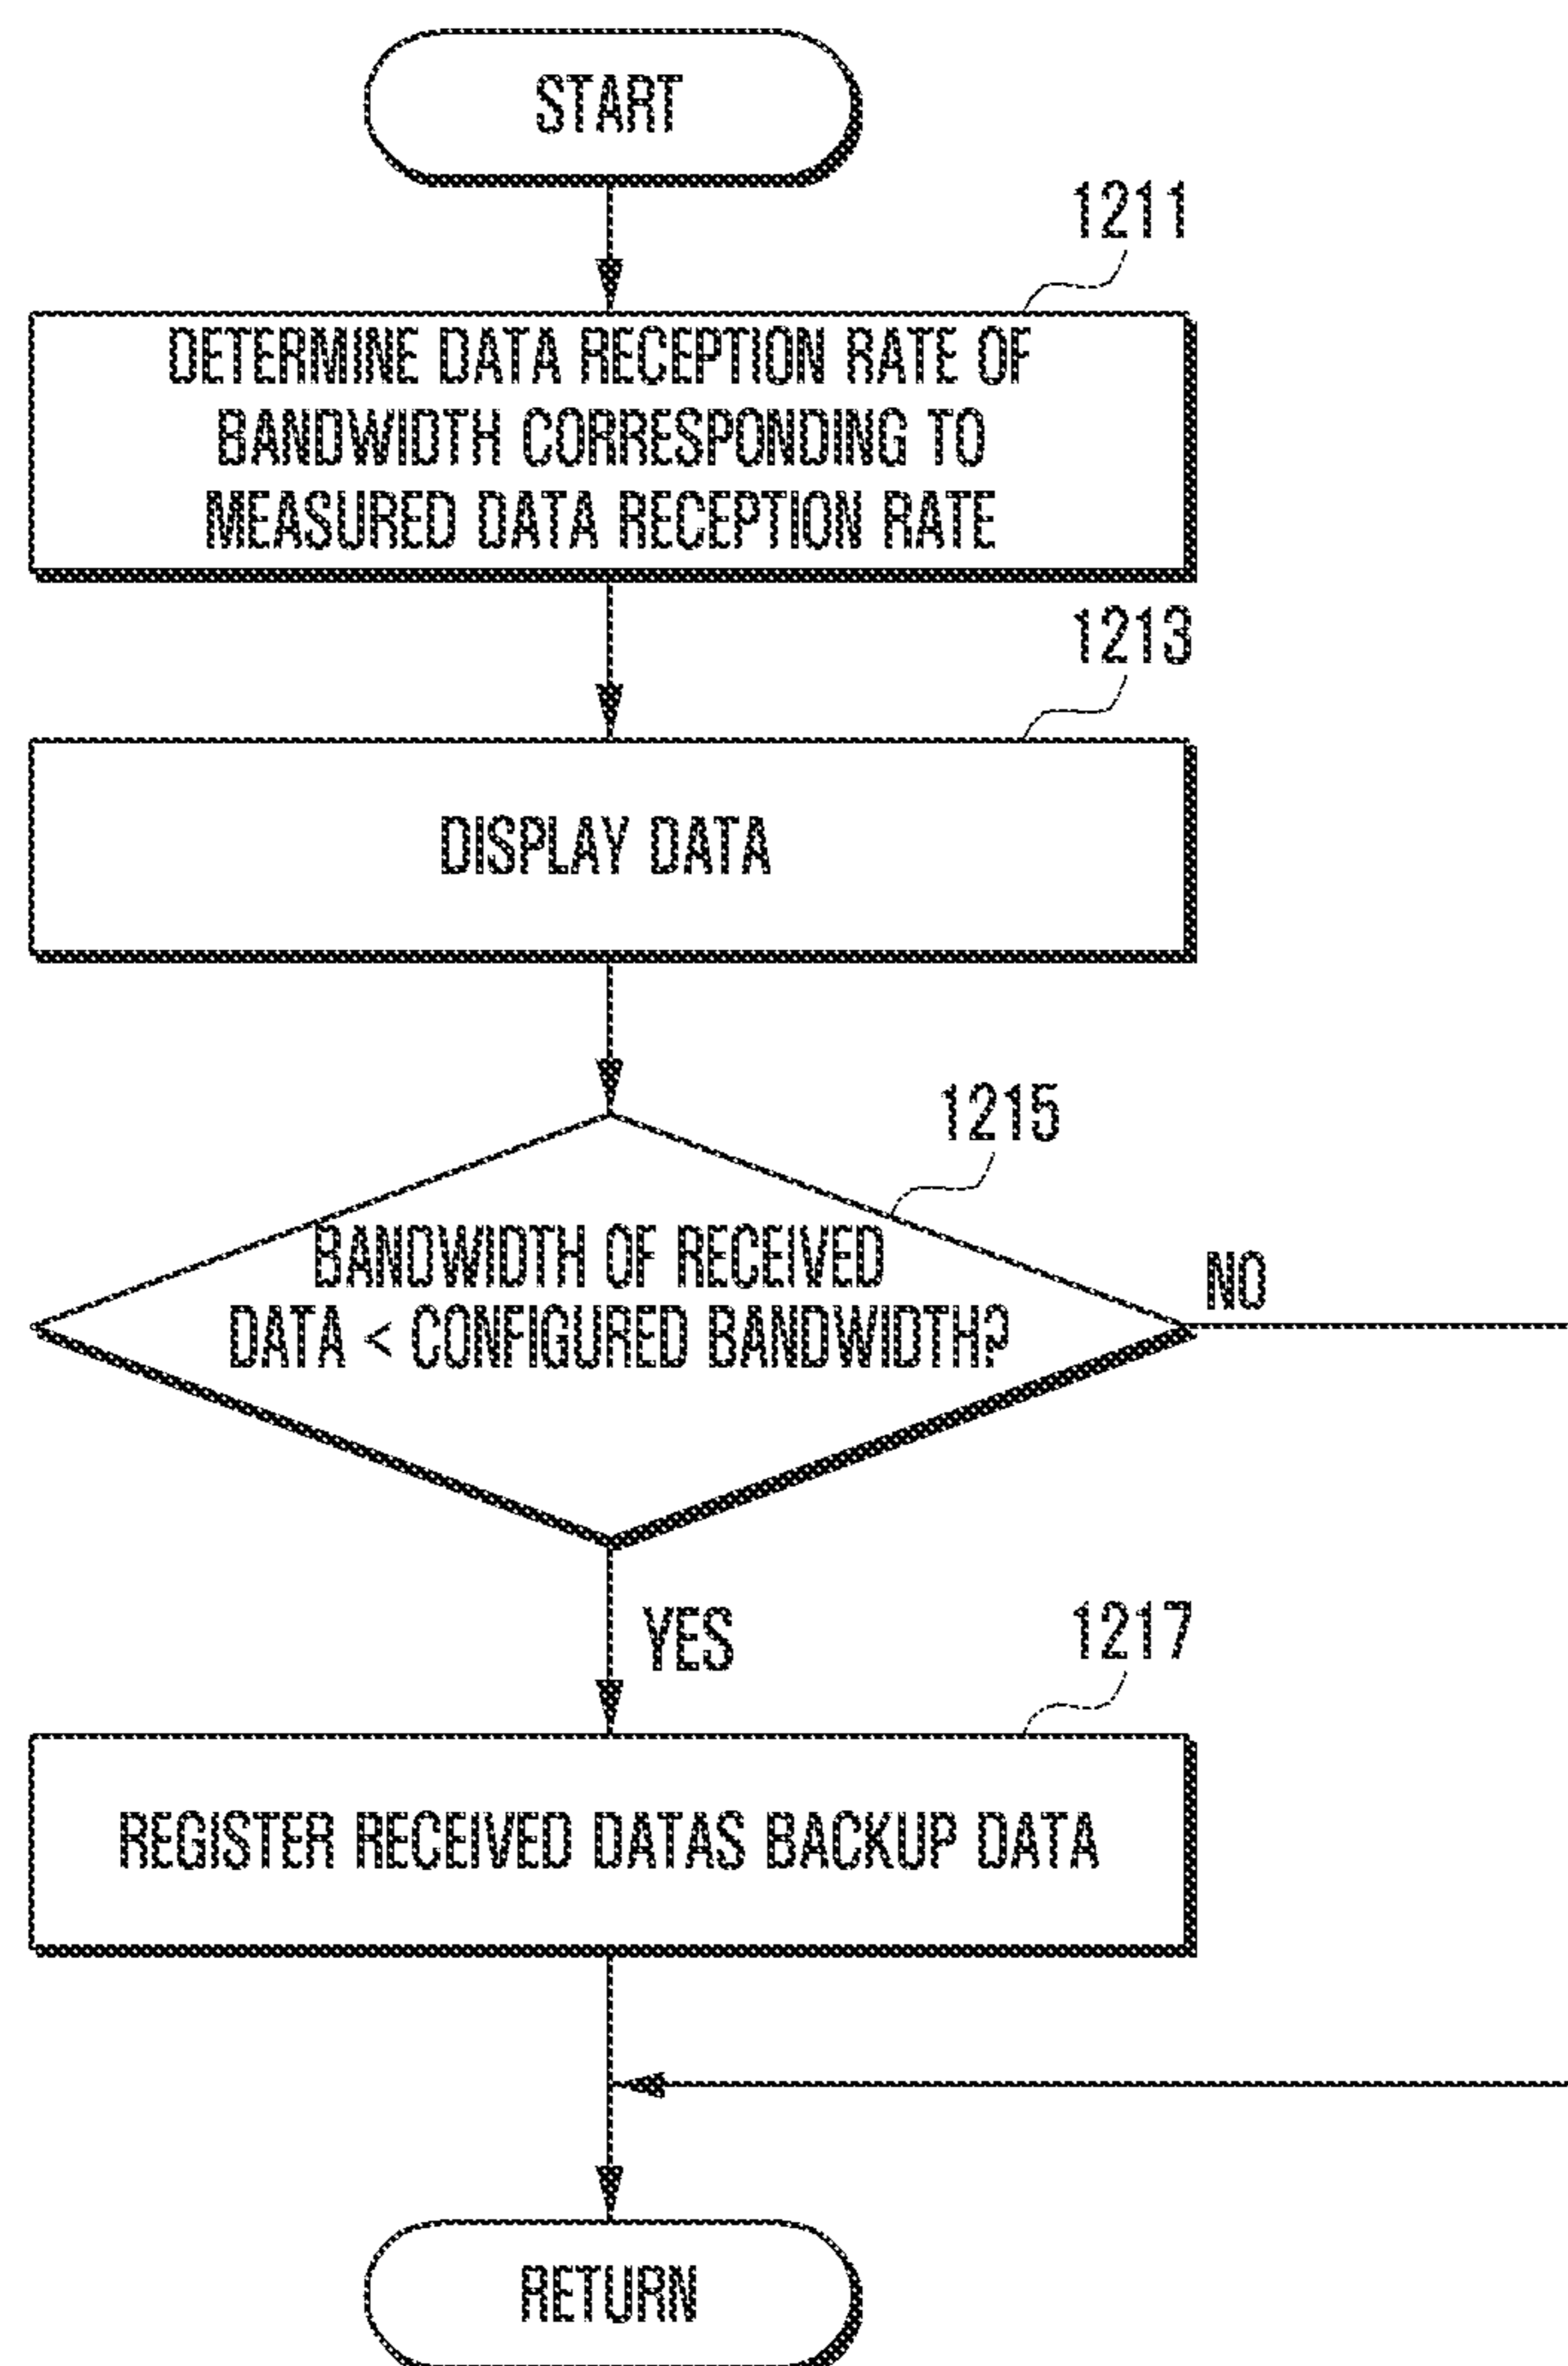 START
1211
DETERMINE DATA RECEPTION RATE OF
BANDWIDTH CORRESPONDING TO
MEASURED DATA RECEPTION RATE
1213
DISPLAY DATA
1215
BANDWIDTH OF RECEIVED
DATA < CONFIGURED BANDWIDTH?
NO
YES
1217
REGISTER RECEIVED DATAS BACKUP DATA
RETURN